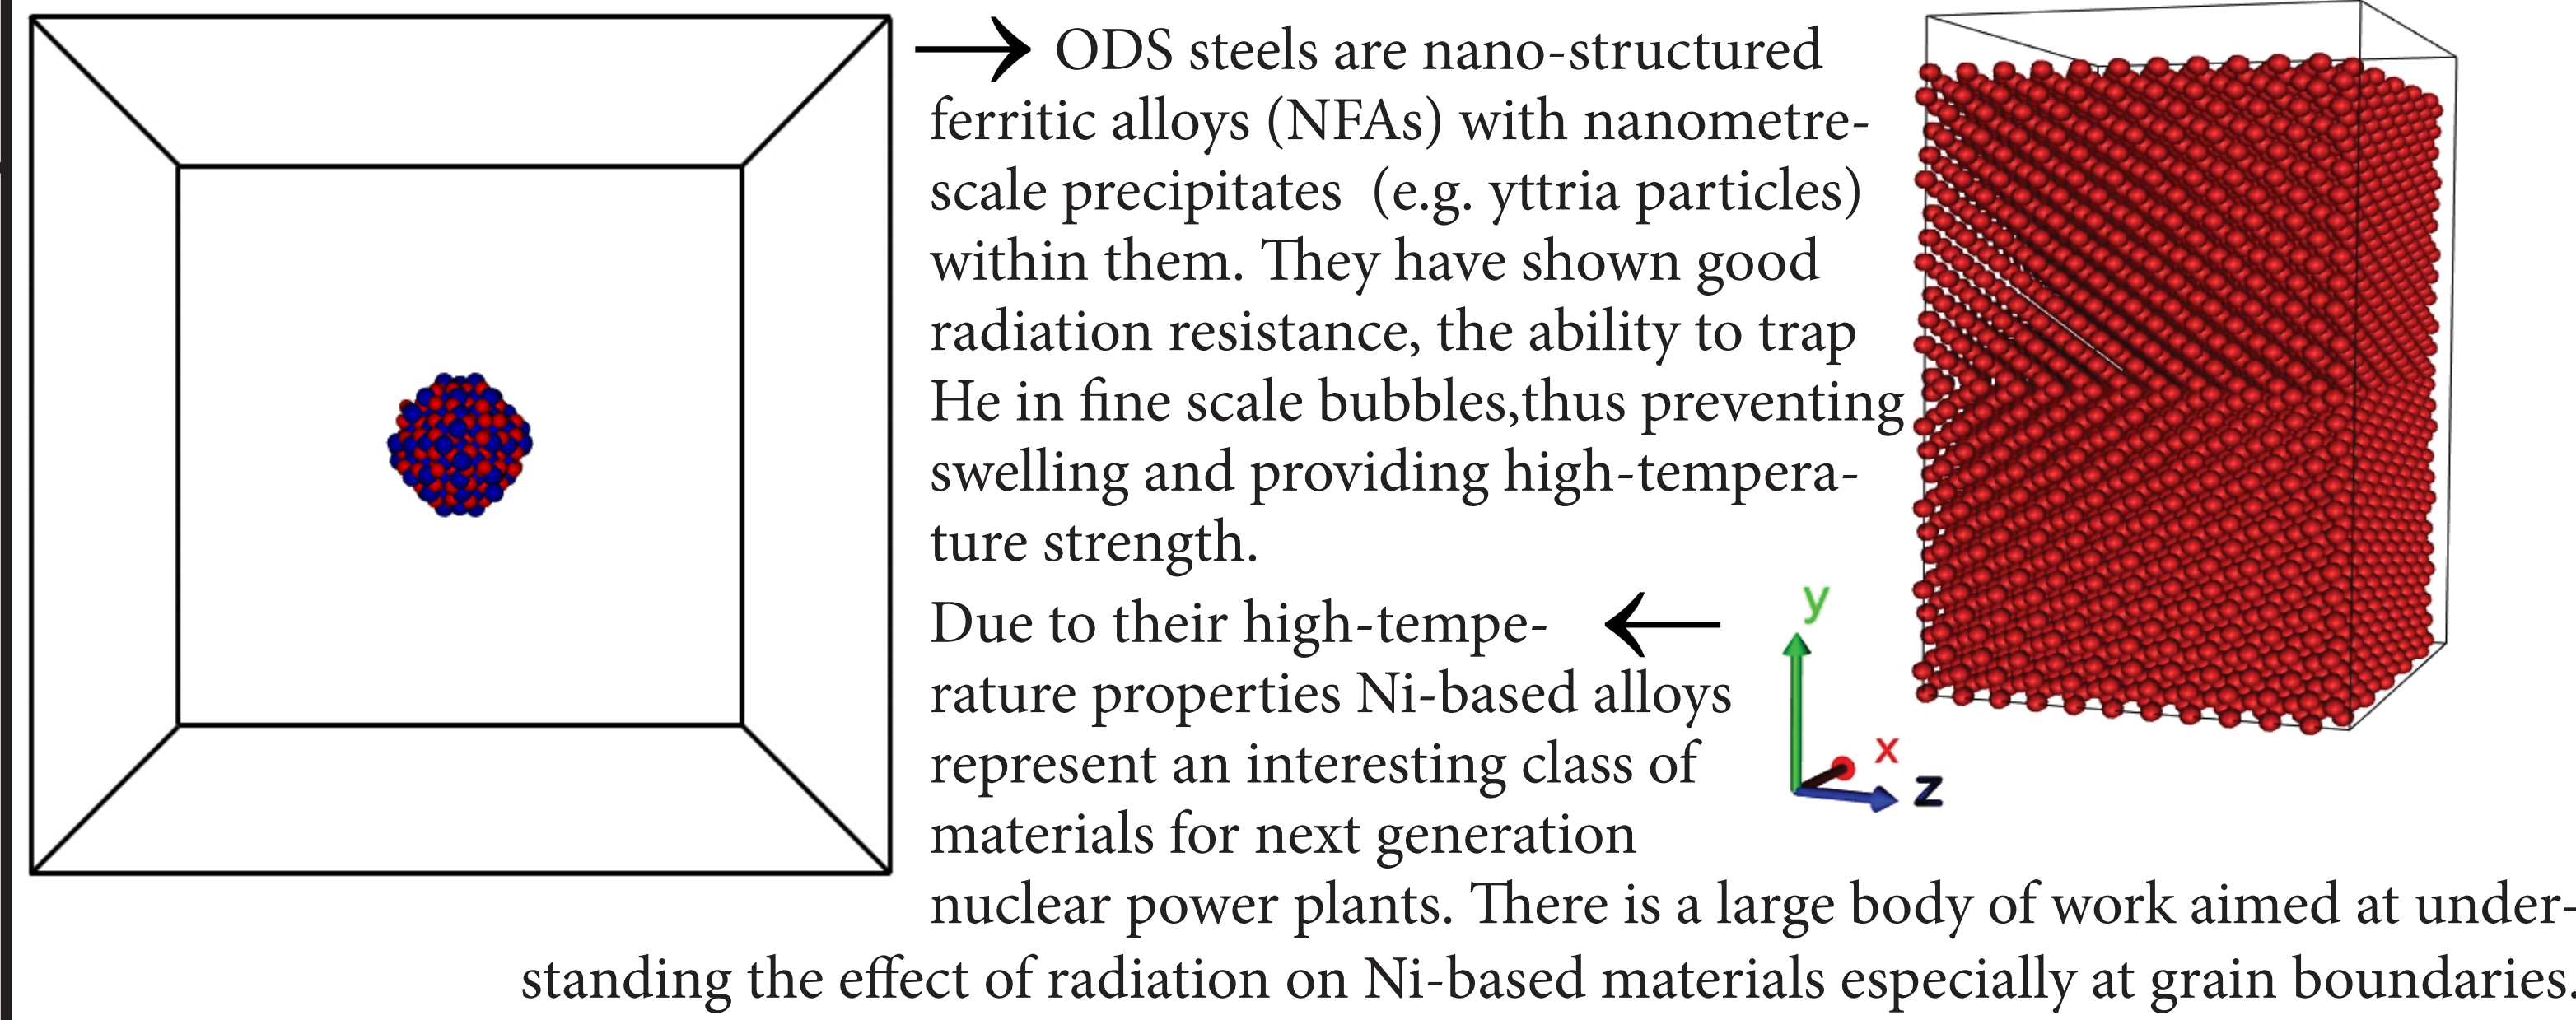 ODS steels are nano-structured
ferritic alloys (NFAs) with nanometre-
scale precipitates (e.g. yttria particles)
within them. They have shown good
radiation resistance, the ability to trap
He in fine scale bubbles,thus preventing
swelling and providing high-tempera-
ture strength.
Due to their high-tempe-
rature properties Ni-based alloys
represent an interesting class of
materials for next generation
nuclear power plants. There is a large body of work aimed at under-
standing the effect of radiation on Ni-based materials especially at grain boundaries.
y
x
z